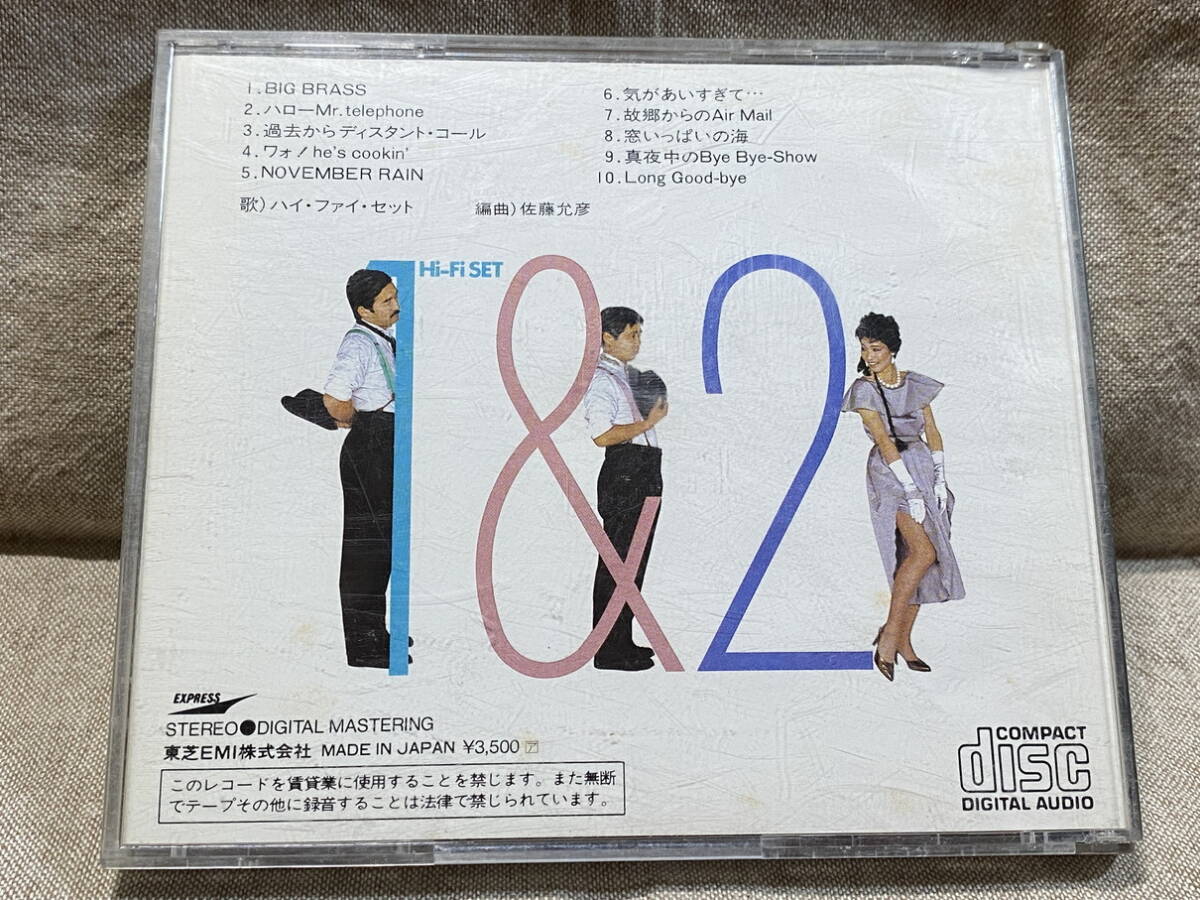 1.BIG BRASS
2.ハローMr. telephone
3.過去からディスタント・コール
4.ワォ！he's cookin'
5.NOVEMBER RAIN
6.気があいすぎて…
7.故郷からのAir Mail
8.窓いっぱいの海
9.真夜中のBye Bye-Show
10.Long Good-bye
歌）ハイ・ファイ・セット　編曲）佐藤允彦
Hi-Fi SET
1&2
EXPRESS
STEREO●DIGITAL MASTERING
東芝EMI株式会社 MADE IN JAPAN ¥3,500 ア
このレコードを賃貸業に使用することを禁じます。また無断
でテープその他に録音することは法律で禁じられています。
COMPACT
disc
DIGITAL AUDIO